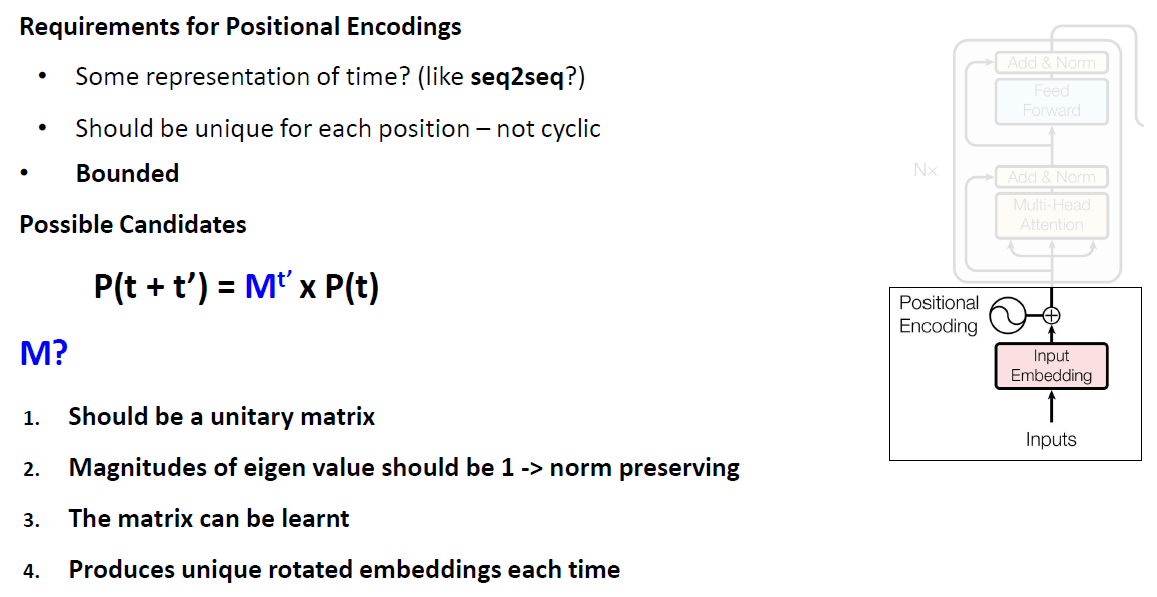 Requirements for Positional Encodings
• Some representation of time? (like seq2seq?)
• Should be unique for each position – not cyclic
• Bounded
Possible Candidates
P(t + t’) = Mt’ x P(t)
M?
1. Should be a unitary matrix
2. Magnitudes of eigen value should be 1 -> norm preserving
3. The matrix can be learnt
4. Produces unique rotated embeddings each time
Add & Norm
Feed
Forward
N×
Add & Norm
Multi-Head
Attention
Positional
Encoding
Input
Embedding
Inputs